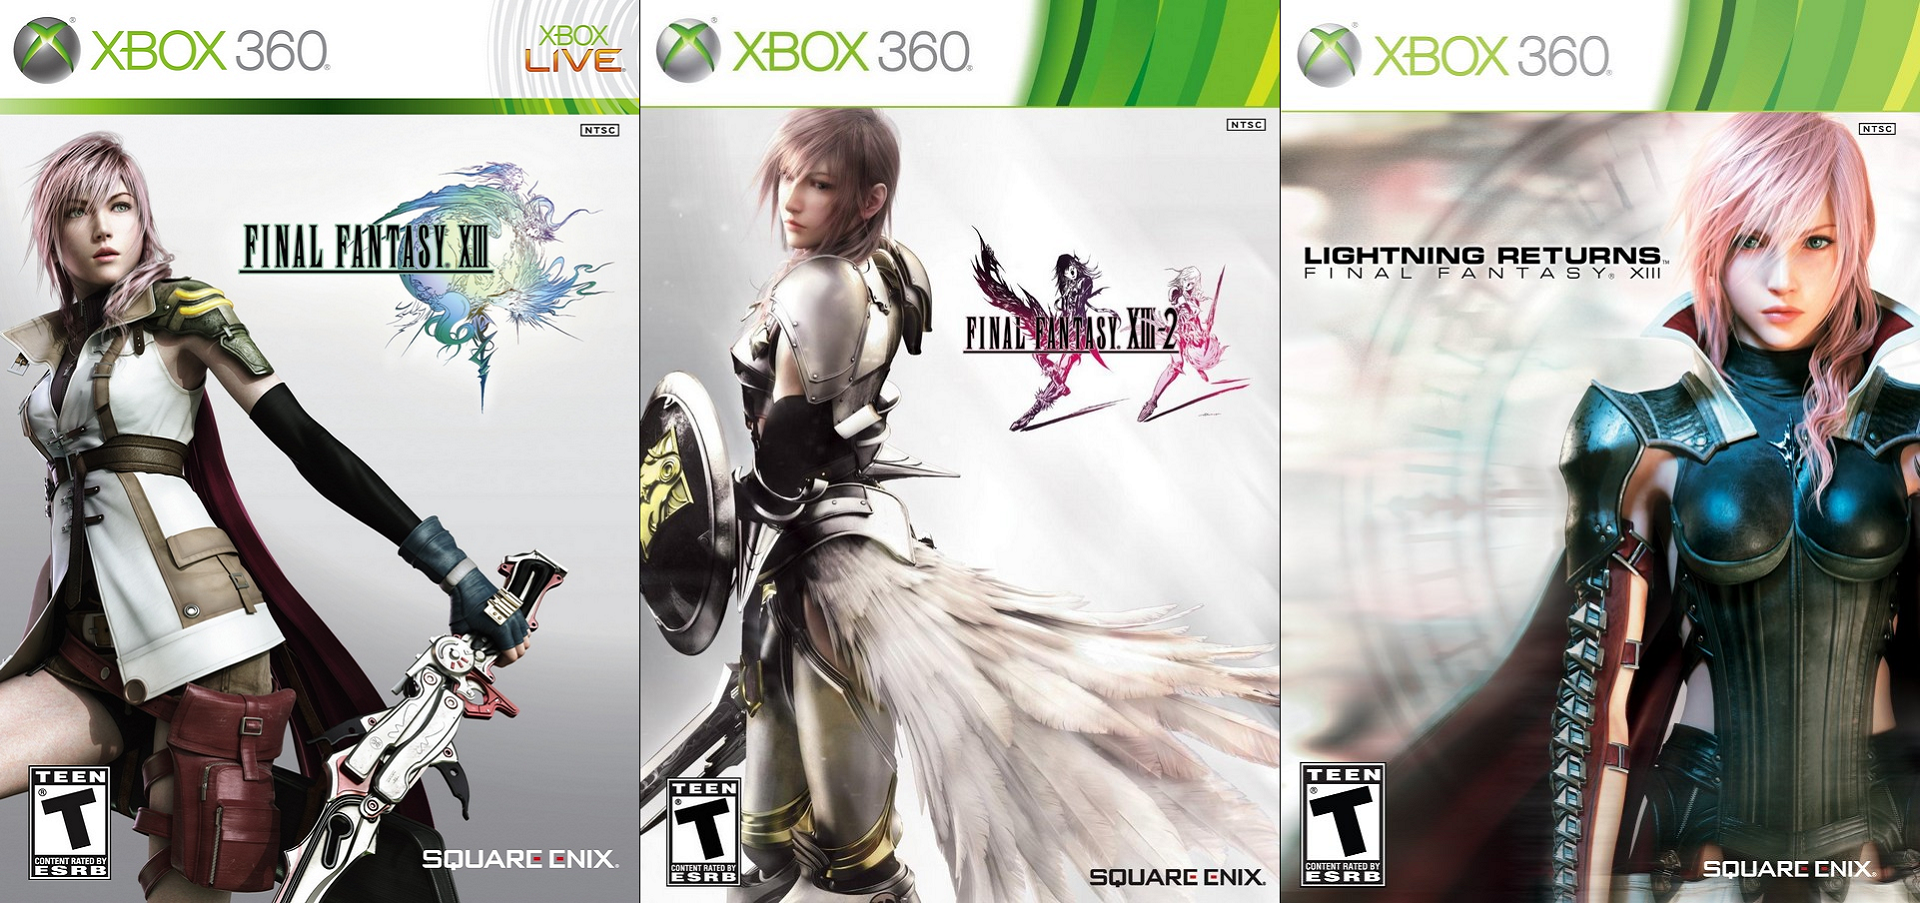 XBOX 360®
XBOX
LIVE®
NTSC
FINAL FANTASY® XIII
TEEN
T
®
CONTENT RATED BY
ESRB
SQUARE ENIX®
XBOX 360®
NTSC
FINAL FANTASY® XIII-2
TEEN
T
®
CONTENT RATED BY
ESRB
SQUARE ENIX®
XBOX 360®
NTSC
LIGHTNING RETURNS™
FINAL FANTASY® XIII
TEEN
T
®
CONTENT RATED BY
ESRB
SQUARE ENIX®